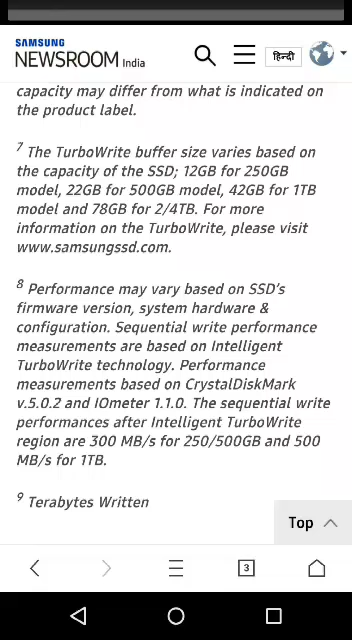 SAMSUNG
NEWSROOM India
हिन्दी
capacity may differ from what is indicated on
the product label.
7 The TurboWrite buffer size varies based on
the capacity of the SSD; 12GB for 250GB
model, 22GB for 500GB model, 42GB for 1TB
model and 78GB for 2/4TB. For more
information on the TurboWrite, please visit
www.samsungssd.com.
8 Performance may vary based on SSD's
firmware version, system hardware &
configuration. Sequential write performance
measurements are based on Intelligent
TurboWrite technology. Performance
measurements based on CrystalDiskMark
v.5.0.2 and IOmeter 1.1.0. The sequential write
performances after Intelligent TurboWrite
region are 300 MB/s for 250/500GB and 500
MB/s for 1TB.
9 Terabytes Written
Top
3